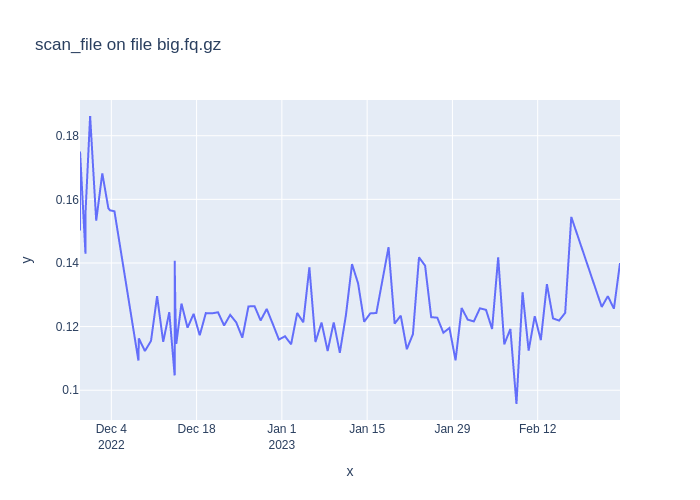 scan_file on file big.fq.gz
0.18
0.16
0.14
0.12
0.1
y
Dec 4
2022
Dec 18
Jan 1
2023
Jan 15
Jan 29
Feb 12
x